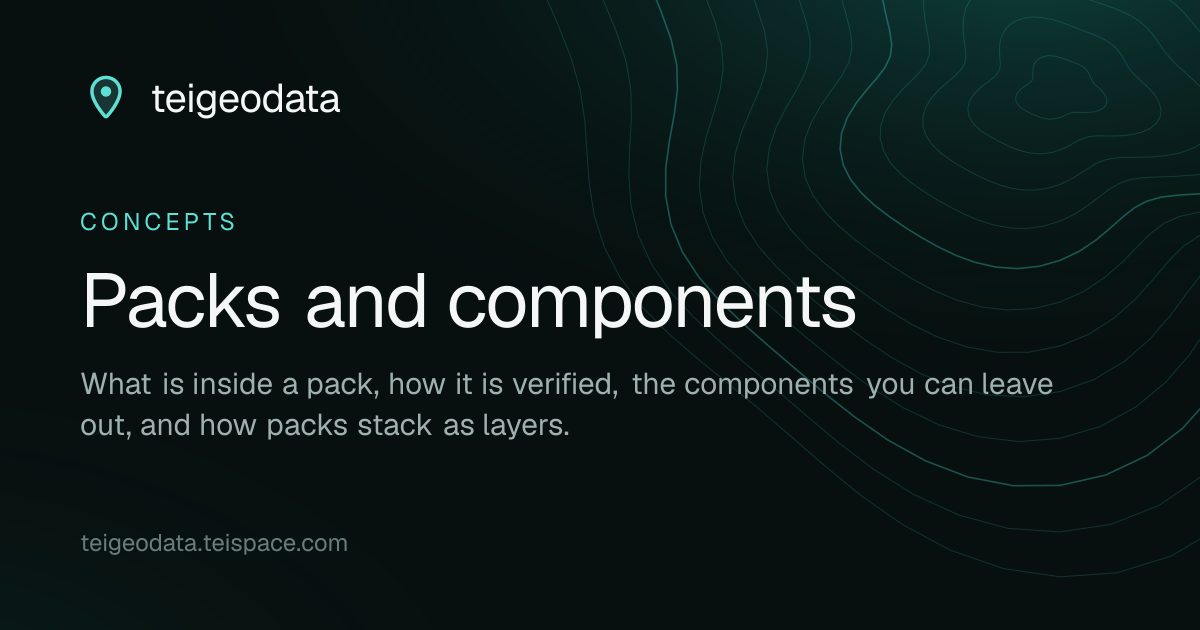 teigeodata
CONCEPTS
Packs and components
What is inside a pack, how it is verified, the components you can leave
out, and how packs stack as layers.
teigeodata.teispace.com